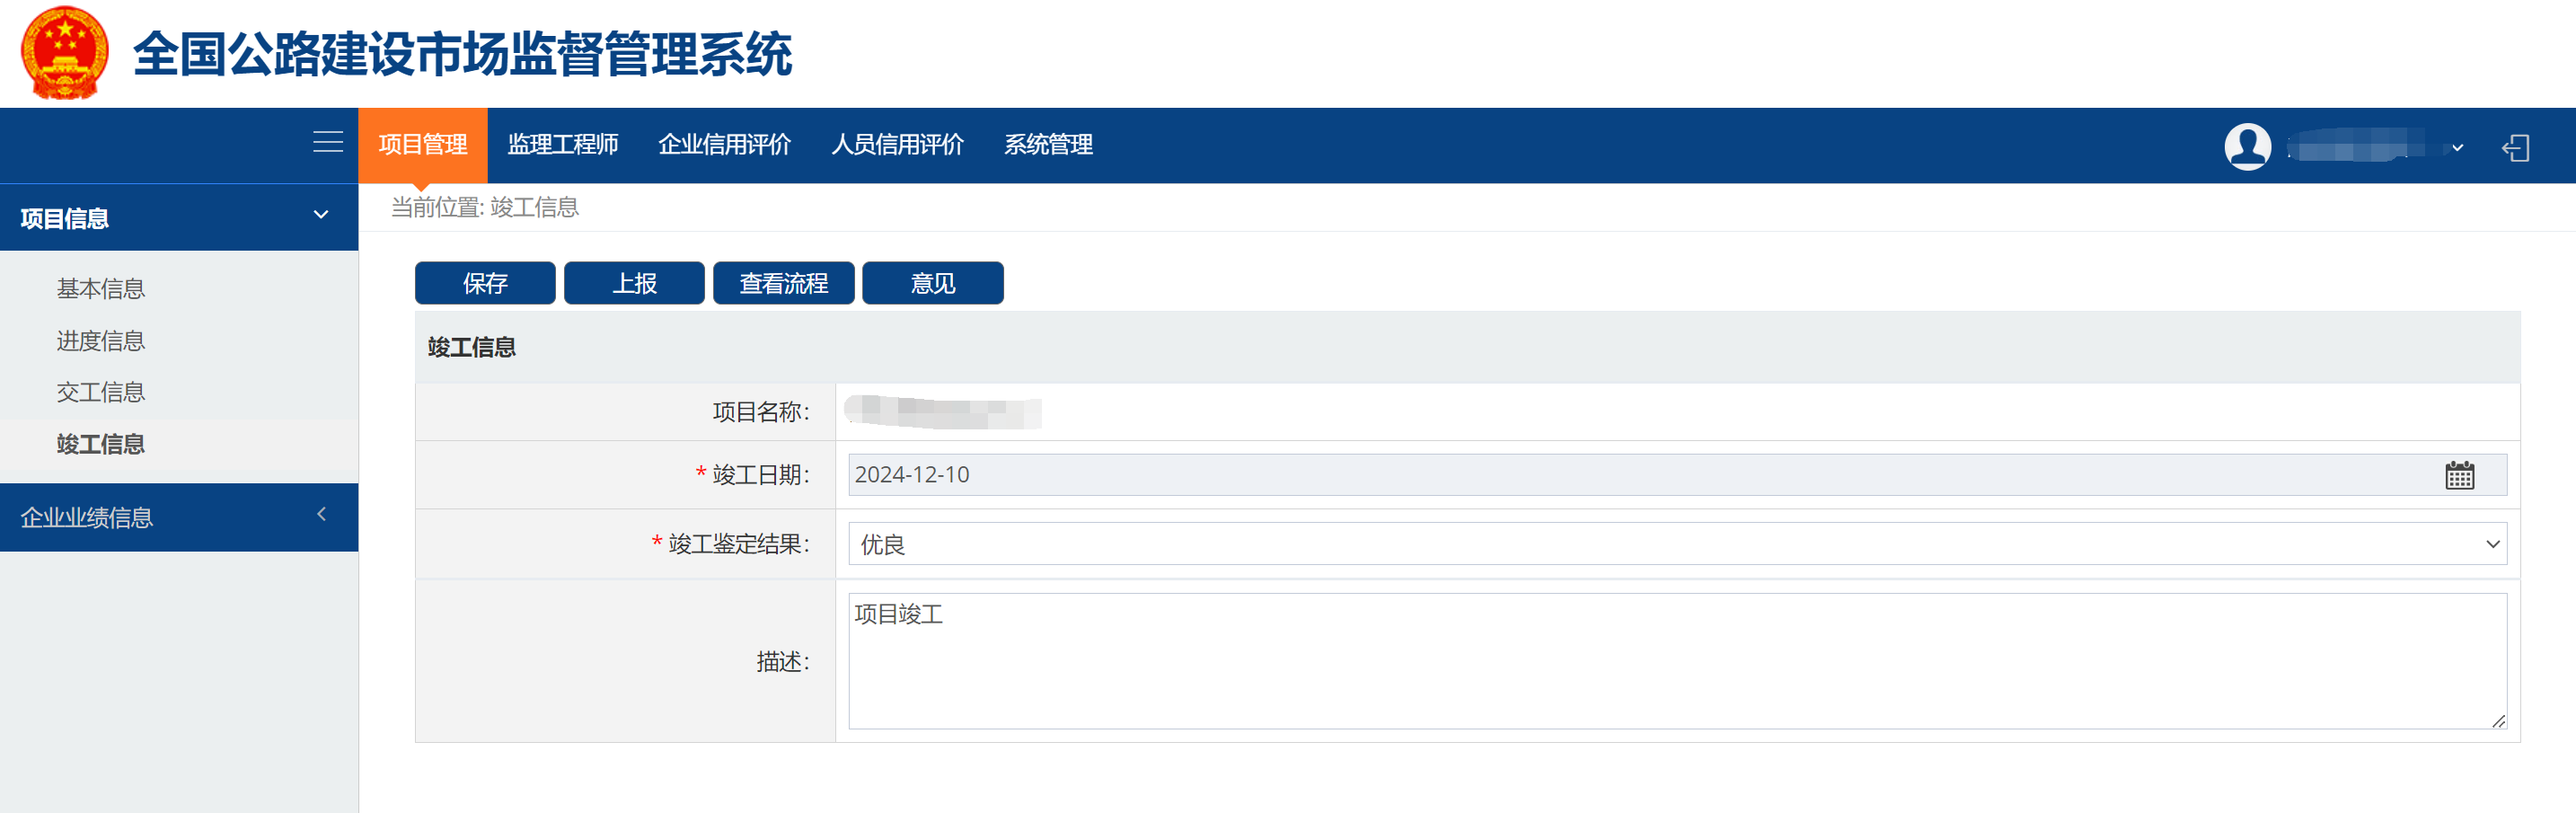 全国公路建设市场监督管理系统
项目管理 监理工程师 企业信用评价 人员信用评价 系统管理
当前位置: 竣工信息
项目信息
基本信息
进度信息
交工信息
竣工信息
企业业绩信息
保存 上报 查看流程 意见
竣工信息
项目名称:
* 竣工日期: 2024-12-10
* 竣工鉴定结果: 优良
描述: 项目竣工